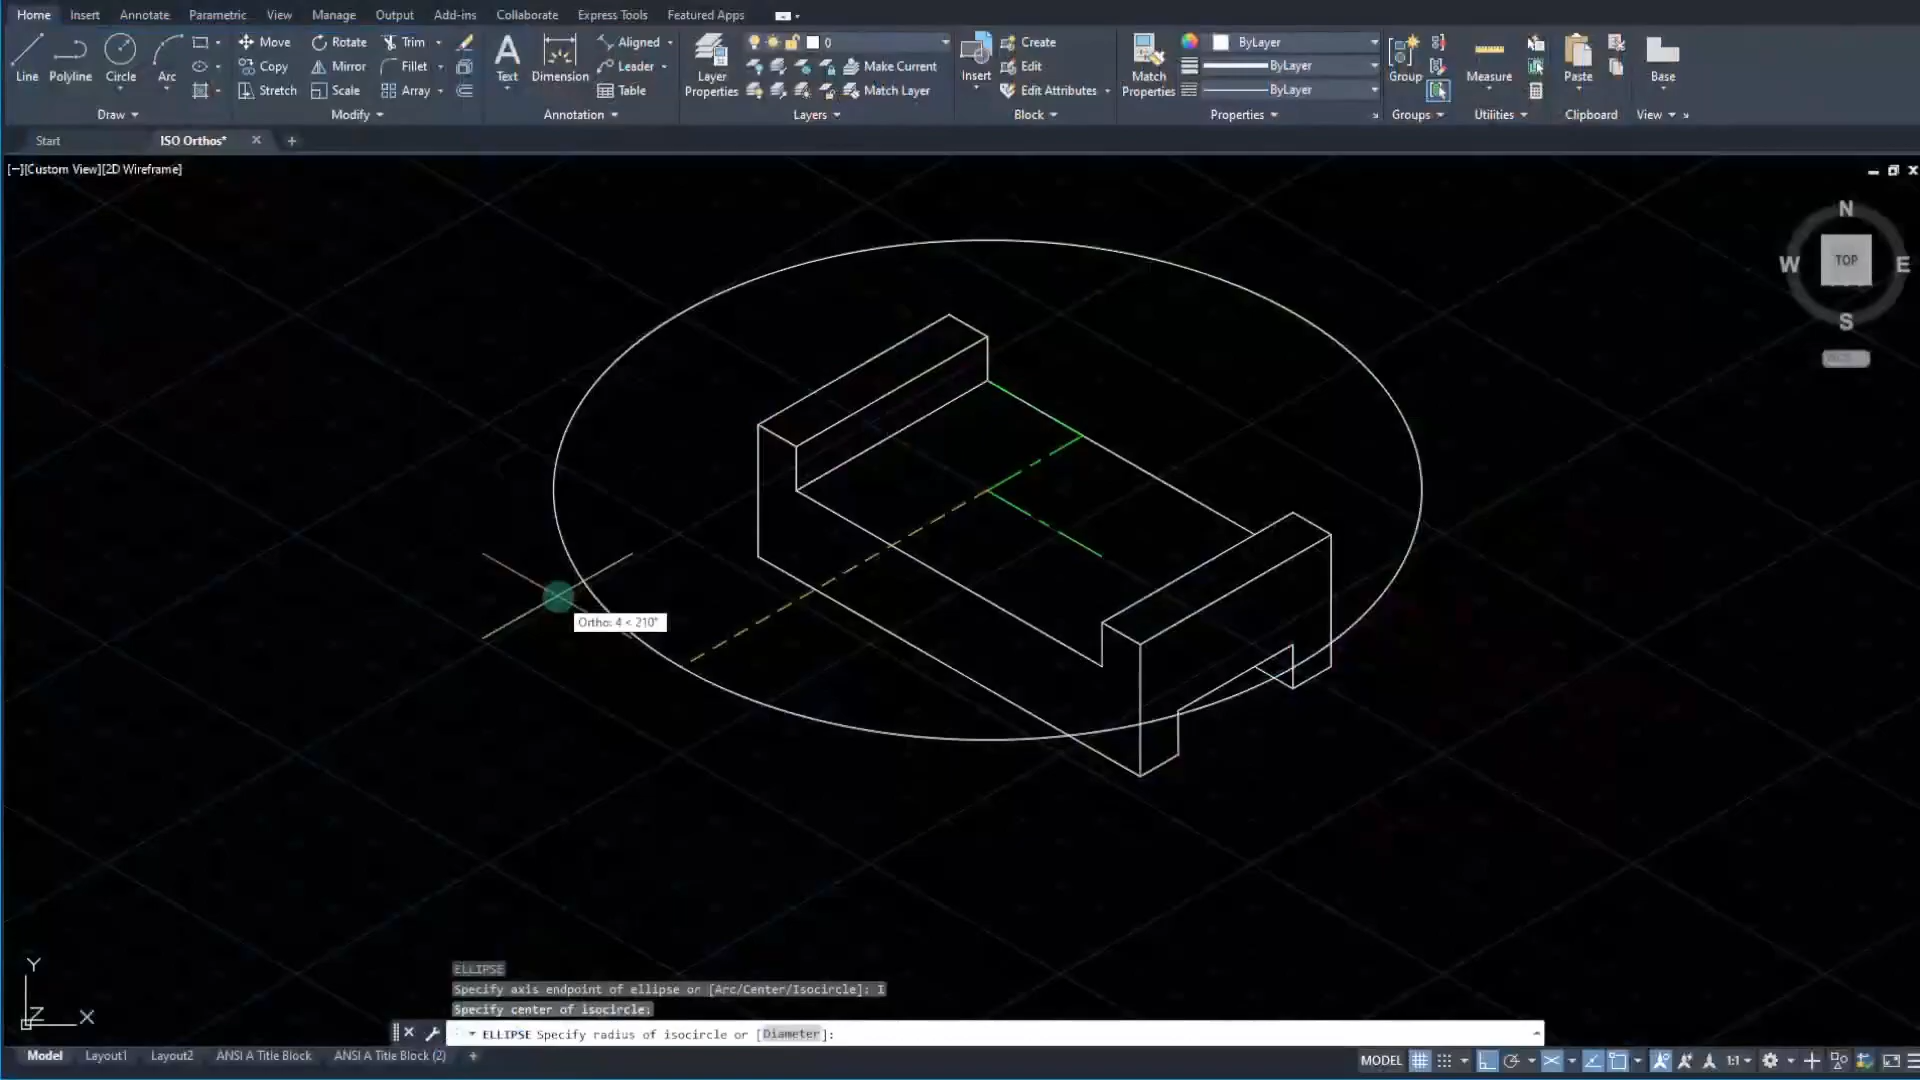 Home Insert Annotate Parametric View Manage Output Add-ins Collaborate Express Tools Featured Apps
Line Polyline Circle Arc
Move Rotate Trim
Copy Mirror Fillet
Stretch Scale Array
Text Dimension
Aligned
Leader
Table
Layer Properties
0
Make Current
Match Layer
Insert
Create
Edit
Edit Attributes
Match Properties
ByLayer
ByLayer
ByLayer
Group
Measure
Paste
Base
Draw Modify Annotation Layers Block Properties Groups Utilities Clipboard View
Start ISO Orthos*
[−][Custom View][2D Wireframe]
N
W TOP E
S
Ortho: 4 < 210°
Y
Z X
ELLIPSE
Specify axis endpoint of ellipse or [Arc/Center/Isocircle]: I
Specify center of isocircle:
ELLIPSE Specify radius of isocircle or [Diameter]:
Model Layout1 Layout2 ANSI A Title Block ANSI A Title Block (2)
MODEL 1:1